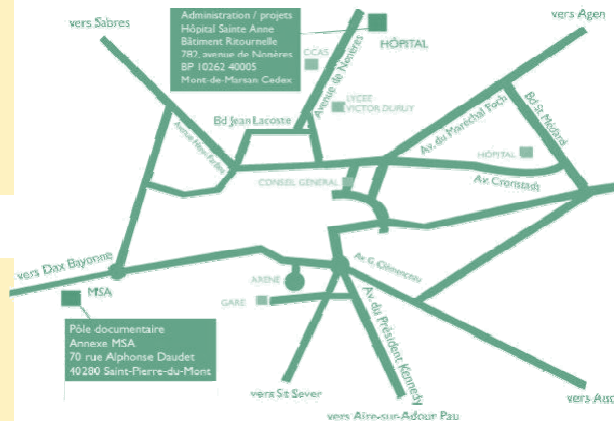 Administration / projets
Hôpital Sainte Anne
Bâtiment Ritournelle
782, avenue de Nonères
BP 10262 40005
Mont-de-Marsan Cedex
vers Sabres
HÔPITAL
vers Agen
CCAS
Avenue de Nonères
LYCEE
VICTOR DURUY
Bd Jean Lacoste
Av. du Maréchal Foch
Bd St Médard
HÔPITAL
CONSEIL GENERAL
Av. Cronstadt
vers Dax Bayonne
MSA
ARENE
Av. G. Clémenceau
GARE
Av. du Président Kennedy
Pôle documentaire
Annexe MSA
70 rue Alphonse Daudet
40280 Saint-Pierre-du-Mont
vers St Sever
vers Aire-sur-Adour Pau